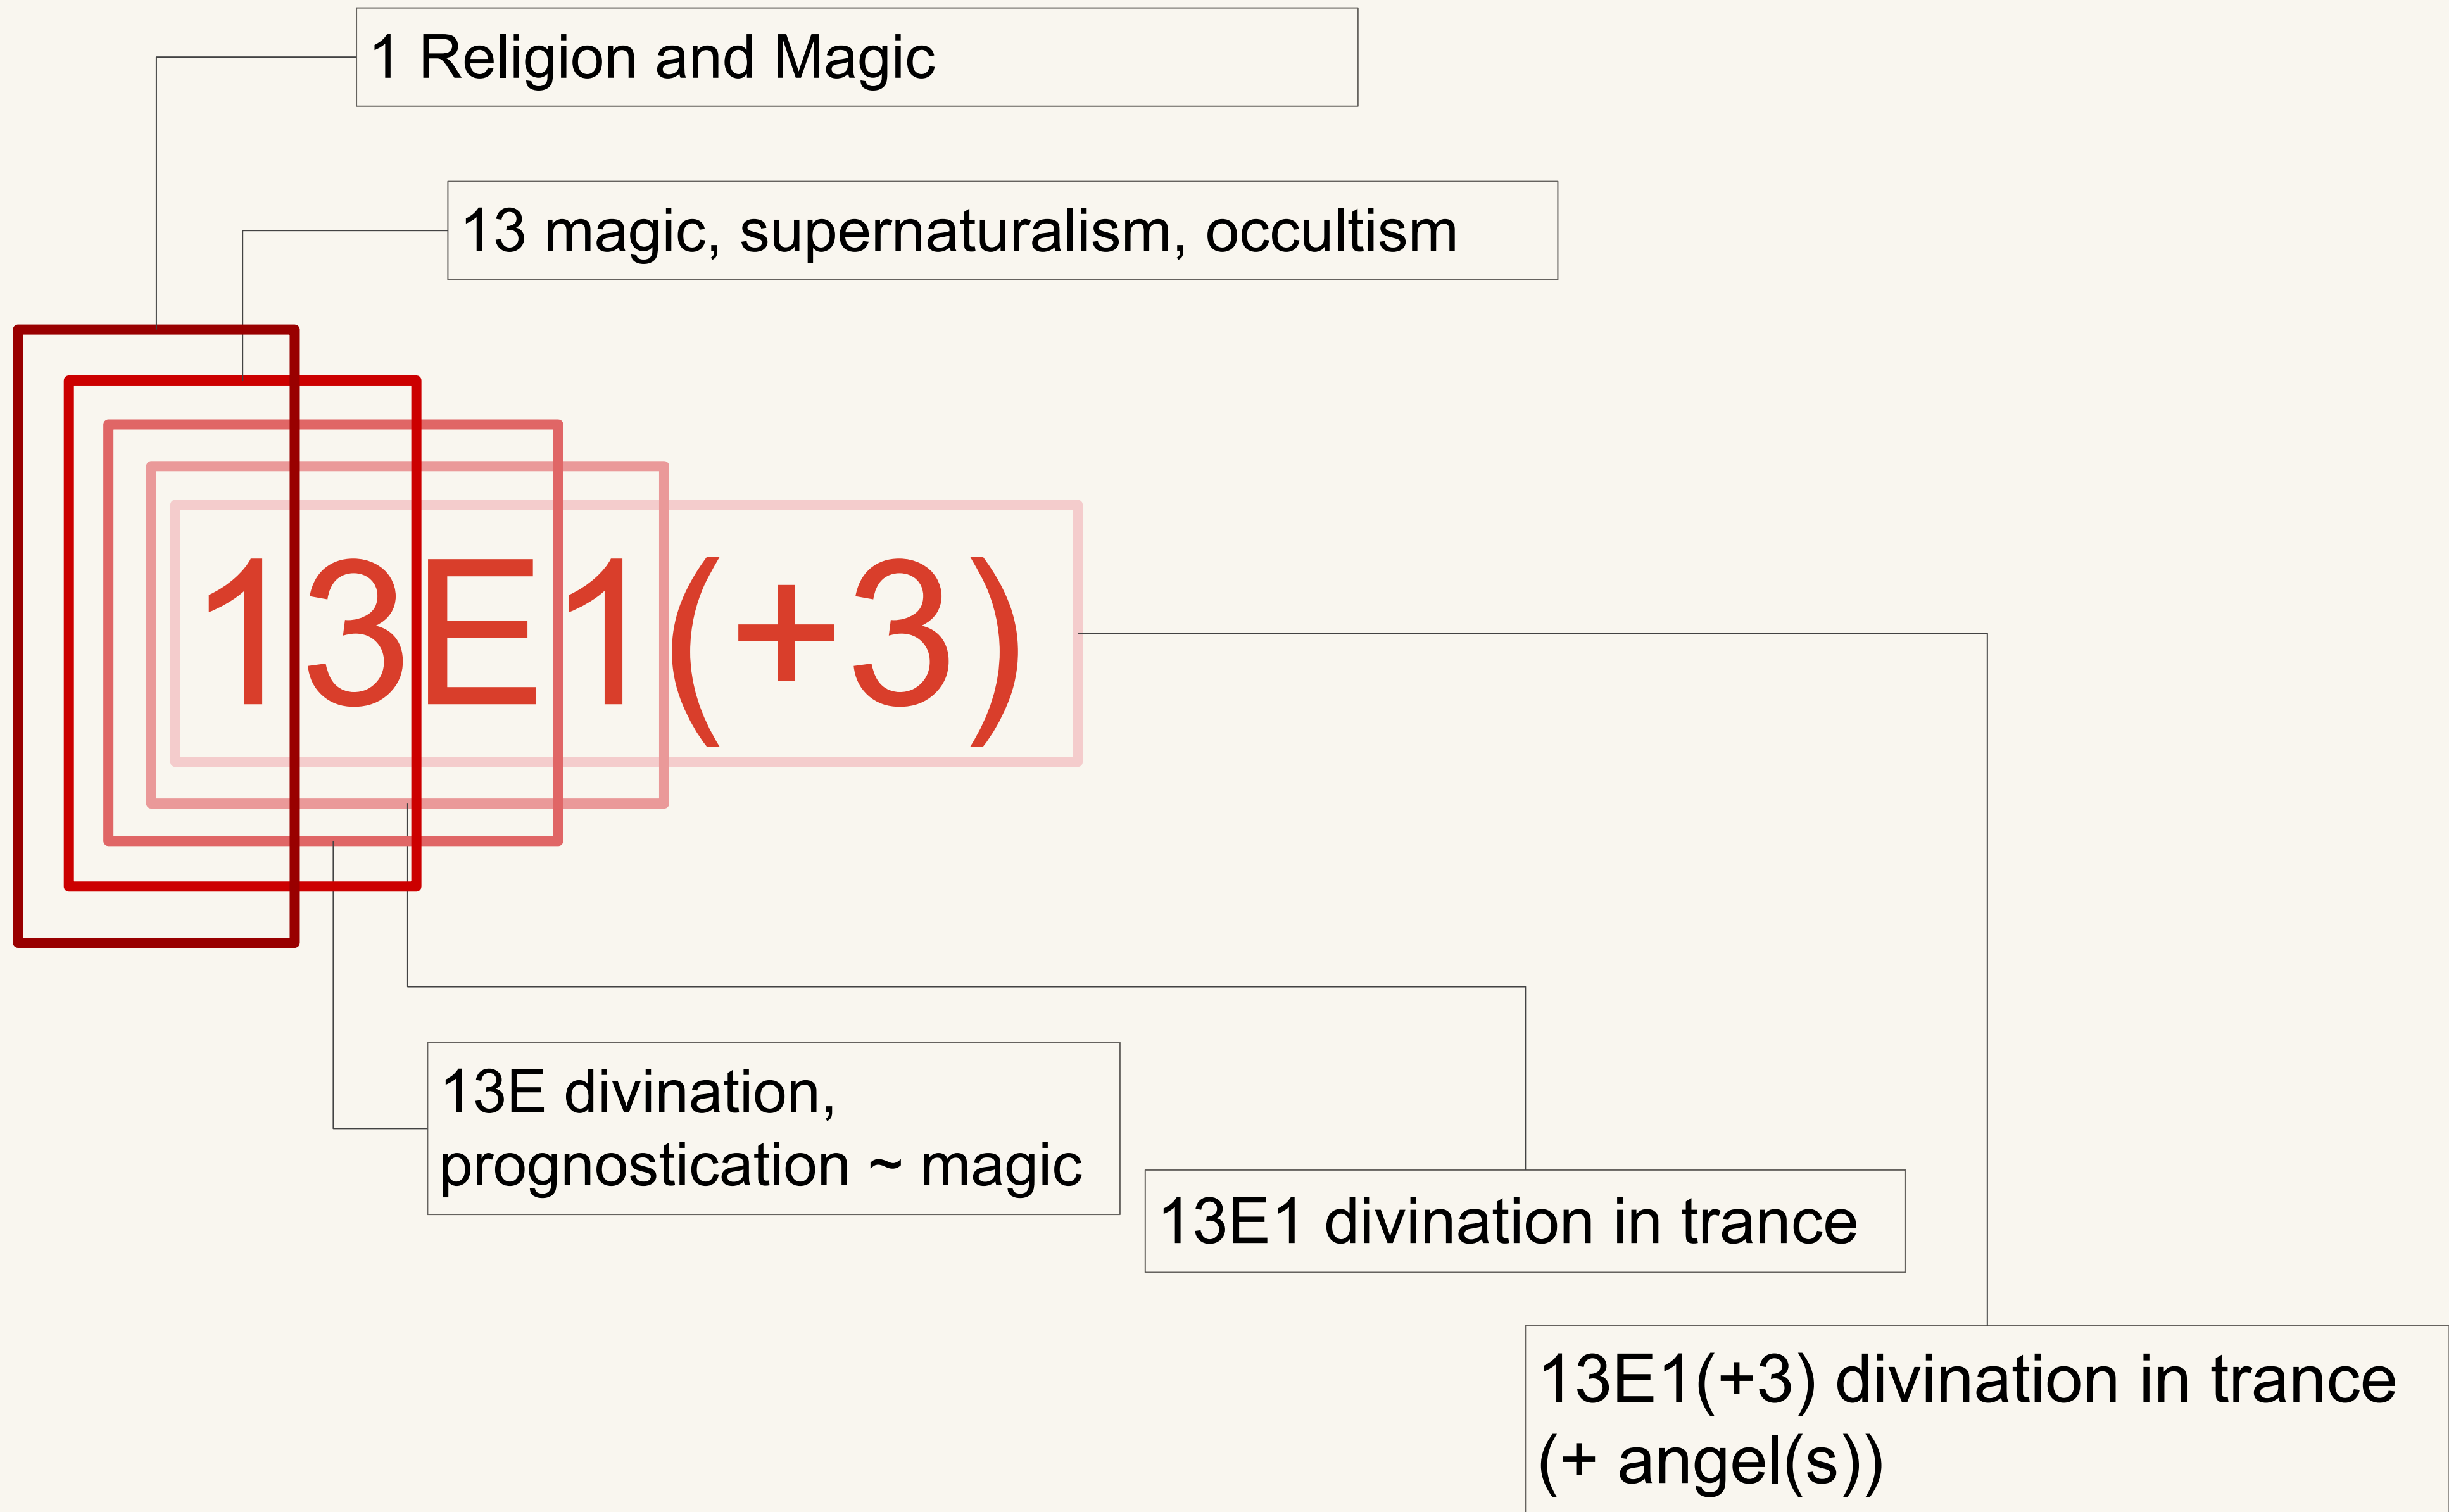 1 Religion and Magic
13 magic, supernaturalism, occultism
13E1(+3)
13E divination,
prognostication ~ magic
13E1 divination in trance
13E1(+3) divination in trance
(+ angel(s))